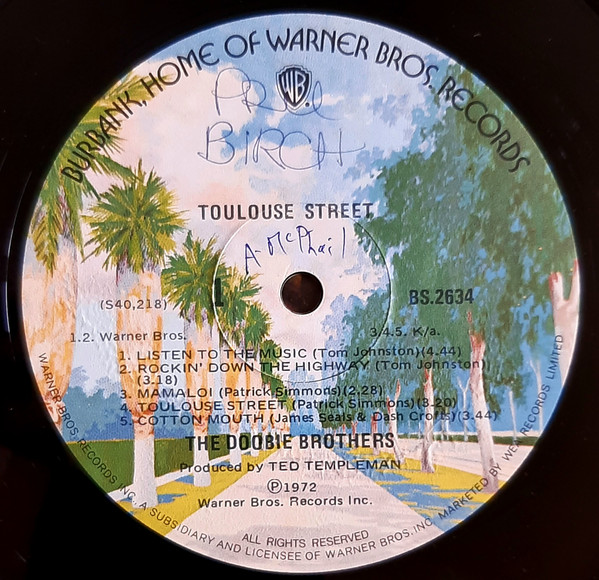 BURBANK, HOME OF WARNER BROS. RECORDS
WB
BIRCH
TOULOUSE STREET
A. McPhail
(S40,218)
1
BS.2634
1.2. Warner Bros.
3/4.5. K/a.
1. LISTEN TO THE MUSIC (Tom Johnston)(4.44)
2. ROCKIN' DOWN THE HIGHWAY (Tom Johnston)
(3.18)
3. MAMALOI (Patrick Simmons)(2.28)
4. TOULOUSE STREET (Patrick Simmons)(3.20)
5. COTTON MOUTH (James Seals & Dash Crofts)(3.44)
THE DOOBIE BROTHERS
Produced by TED TEMPLEMAN
℗1972
Warner Bros. Records Inc.
ALL RIGHTS RESERVED
WARNER BROS. RECORDS INC., A SUBSIDIARY AND LICENSEE OF WARNER BROS. INC. MARKETED BY WEA RECORDS LIMITED